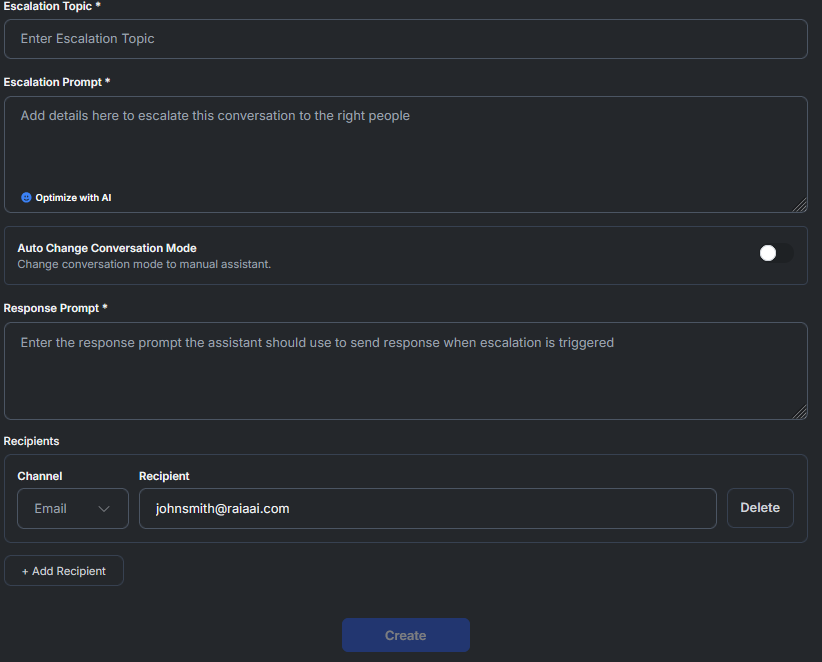 Escalation Topic *
Enter Escalation Topic
Escalation Prompt *
Add details here to escalate this conversation to the right people
Optimize with AI
Auto Change Conversation Mode
Change conversation mode to manual assistant.
Response Prompt *
Enter the response prompt the assistant should use to send response when escalation is triggered
Recipients
Channel Recipient
Email johnsmith@raiaai.com Delete
+ Add Recipient
Create